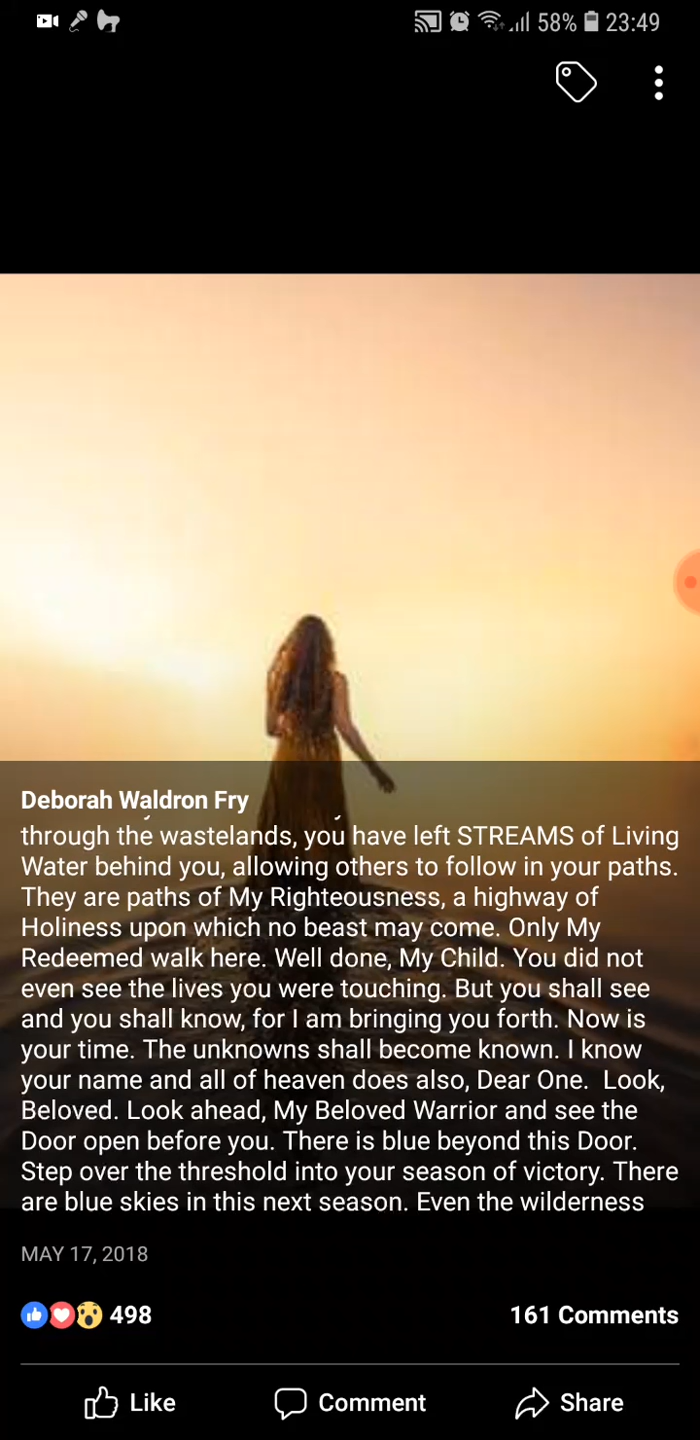 58% 23:49
Deborah Waldron Fry
through the wastelands, you have left STREAMS of Living
Water behind you, allowing others to follow in your paths.
They are paths of My Righteousness, a highway of
Holiness upon which no beast may come. Only My
Redeemed walk here. Well done, My Child. You did not
even see the lives you were touching. But you shall see
and you shall know, for I am bringing you forth. Now is
your time. The unknowns shall become known. I know
your name and all of heaven does also, Dear One.  Look,
Beloved. Look ahead, My Beloved Warrior and see the
Door open before you. There is blue beyond this Door.
Step over the threshold into your season of victory. There
are blue skies in this next season. Even the wilderness
MAY 17, 2018
498 161 Comments
Like Comment Share